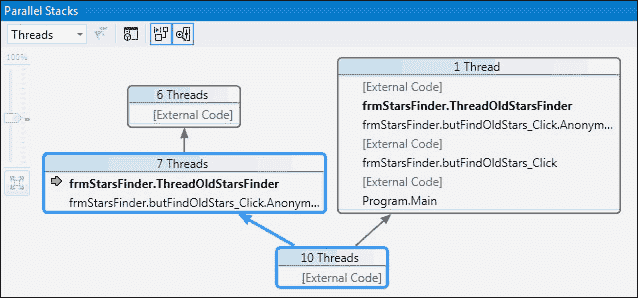 Parallel Stacks
Threads
100%
6 Threads
[External Code]
1 Thread
[External Code]
frmStarsFinder.ThreadOldStarsFinder
frmStarsFinder.butFindOldStars_Click.Anonym...
[External Code]
frmStarsFinder.butFindOldStars_Click
[External Code]
Program.Main
7 Threads
frmStarsFinder.ThreadOldStarsFinder
frmStarsFinder.butFindOldStars_Click.Anonym...
10 Threads
[External Code]